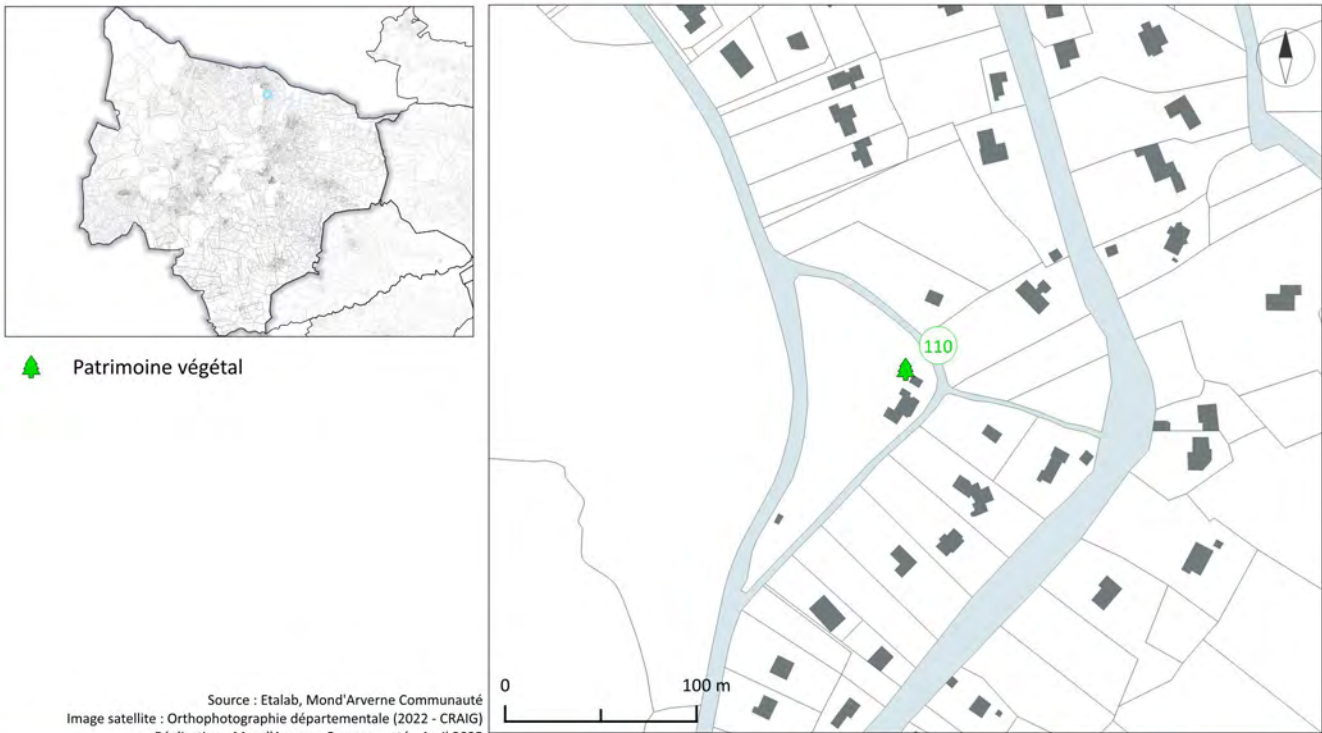 Patrimoine végétal
110
0 100 m
Source : Etalab, Mond'Arverne Communauté
Image satellite : Orthophotographie départementale (2022 - CRAIG)